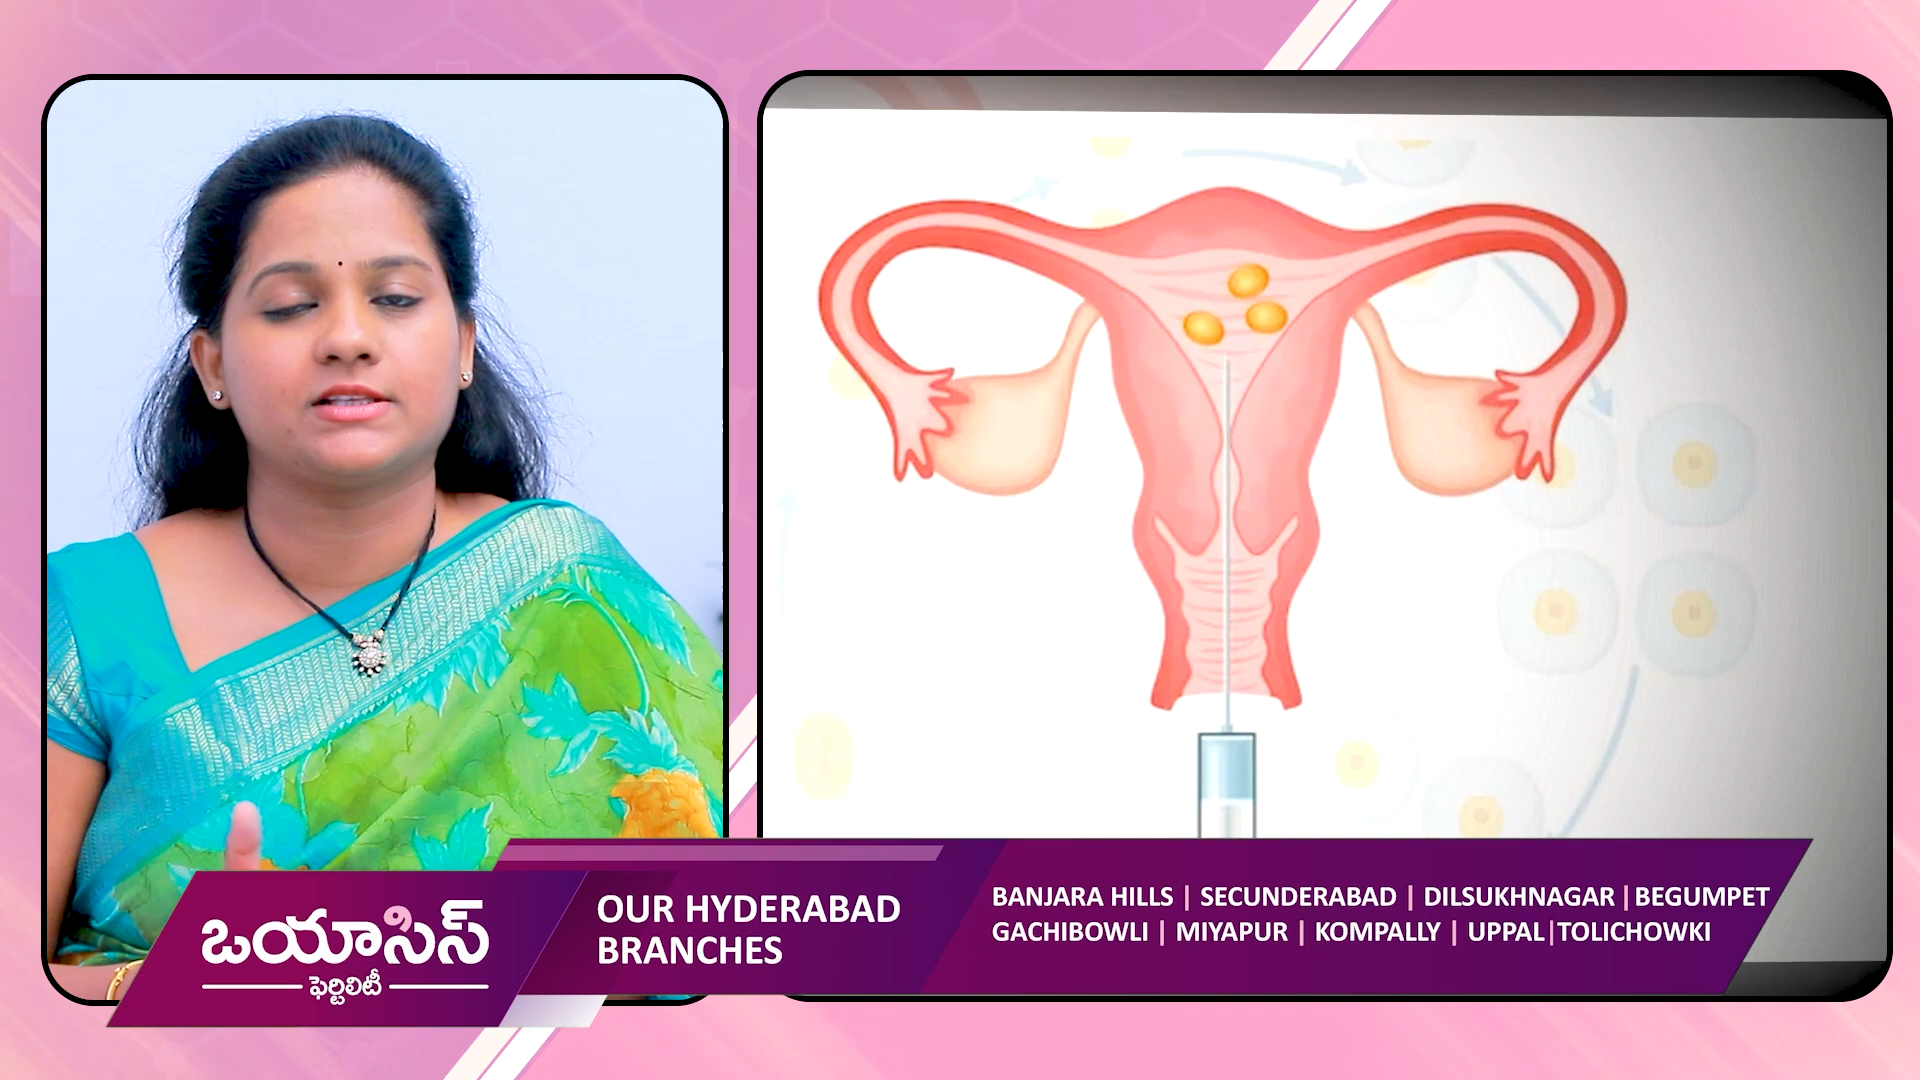 ఒయాసిస్
ఫెర్టిలిటీ
OUR HYDERABAD
BRANCHES
BANJARA HILLS | SECUNDERABAD | DILSUKHNAGAR | BEGUMPET
GACHIBOWLI | MIYAPUR | KOMPALLY | UPPAL | TOLICHOWKI